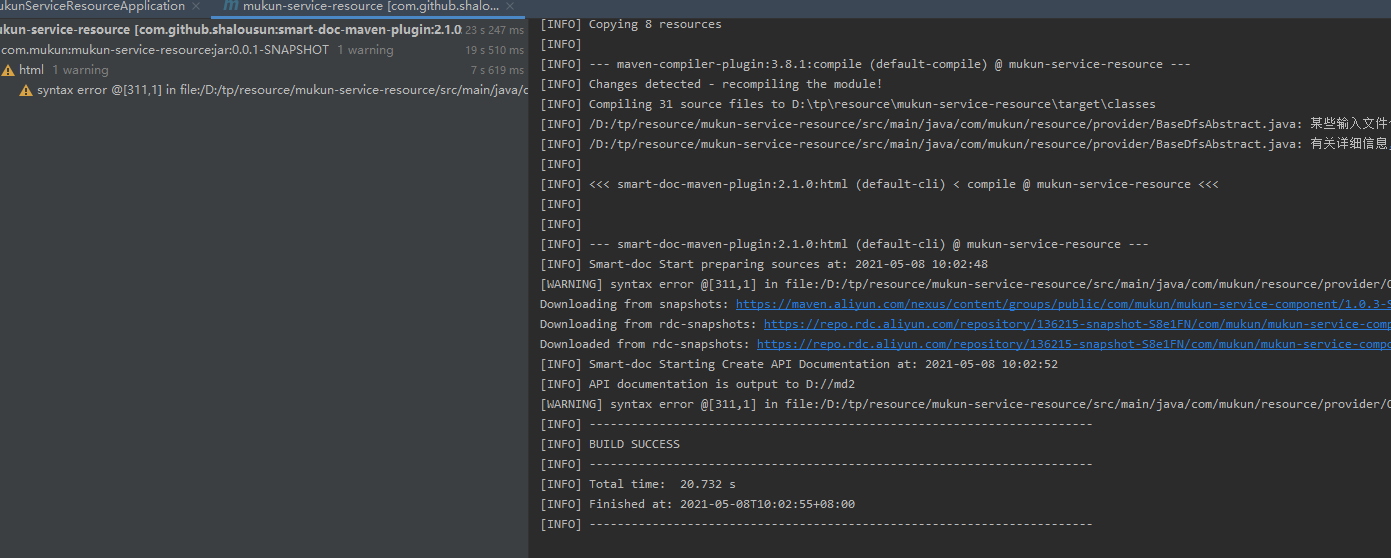 ukunServiceResourceApplication × m mukun-service-resource [com.github.shalo... ×
ukun-service-resource [com.github.shalousun:smart-doc-maven-plugin:2.1.0 23 s 247 ms
com.mukun:mukun-service-resource:jar:0.0.1-SNAPSHOT 1 warning 19 s 510 ms
html 1 warning 7 s 619 ms
syntax error @[311,1] in file:/D:/tp/resource/mukun-service-resource/src/main/java/c
[INFO] Copying 8 resources
[INFO]
[INFO] --- maven-compiler-plugin:3.8.1:compile (default-compile) @ mukun-service-resource ---
[INFO] Changes detected - recompiling the module!
[INFO] Compiling 31 source files to D:\tp\resource\mukun-service-resource\target\classes
[INFO] /D:/tp/resource/mukun-service-resource/src/main/java/com/mukun/resource/provider/BaseDfsAbstract.java: 某些输入文件
[INFO] /D:/tp/resource/mukun-service-resource/src/main/java/com/mukun/resource/provider/BaseDfsAbstract.java: 有关详细信息,
[INFO]
[INFO] <<< smart-doc-maven-plugin:2.1.0:html (default-cli) < compile @ mukun-service-resource <<<
[INFO]
[INFO]
[INFO] --- smart-doc-maven-plugin:2.1.0:html (default-cli) @ mukun-service-resource ---
[INFO] Smart-doc Start preparing sources at: 2021-05-08 10:02:48
[WARNING] syntax error @[311,1] in file:/D:/tp/resource/mukun-service-resource/src/main/java/com/mukun/resource/provider/
Downloading from snapshots: https://maven.aliyun.com/nexus/content/groups/public/com/mukun/mukun-service-component/1.0.3-S
Downloading from rdc-snapshots: https://repo.rdc.aliyun.com/repository/136215-snapshot-S8e1FN/com/mukun/mukun-service-comp
Downloaded from rdc-snapshots: https://repo.rdc.aliyun.com/repository/136215-snapshot-S8e1FN/com/mukun/mukun-service-compo
[INFO] Smart-doc Starting Create API Documentation at: 2021-05-08 10:02:52
[INFO] API documentation is output to D://md2
[WARNING] syntax error @[311,1] in file:/D:/tp/resource/mukun-service-resource/src/main/java/com/mukun/resource/provider/
[INFO] ------------------------------------------------------------------------
[INFO] BUILD SUCCESS
[INFO] ------------------------------------------------------------------------
[INFO] Total time:  20.732 s
[INFO] Finished at: 2021-05-08T10:02:55+08:00
[INFO] ------------------------------------------------------------------------